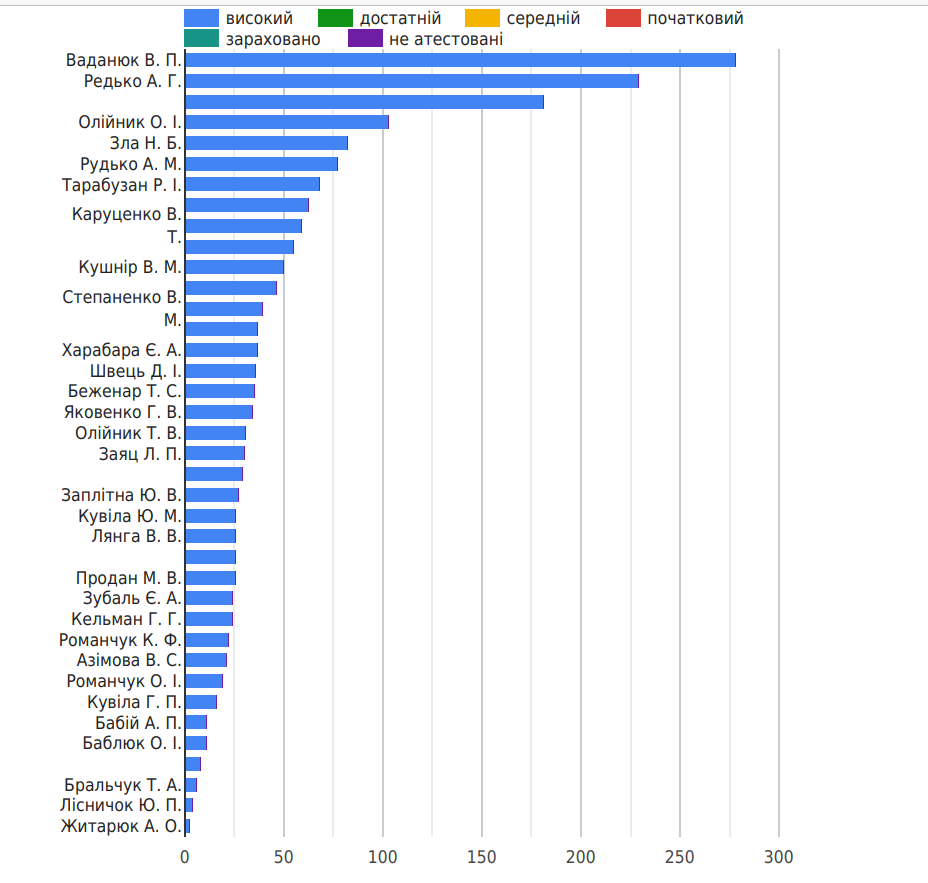 високий достатній середній початковий
зараховано не атестовані
Ваданюк В. П.
Редько А. Г.
Олійник О. І.
Зла Н. Б.
Рудько А. М.
Тарабузан Р. І.
Каруценко В.
Т.
Кушнір В. М.
Степаненко В.
М.
Харабара Є. А.
Швець Д. І.
Беженар Т. С.
Яковенко Г. В.
Олійник Т. В.
Заяц Л. П.
Заплітна Ю. В.
Кувіла Ю. М.
Лянга В. В.
Продан М. В.
Зубаль Є. А.
Кельман Г. Г.
Романчук К. Ф.
Азімова В. С.
Романчук О. І.
Кувіла Г. П.
Бабій А. П.
Баблюк О. І.
Бральчук Т. А.
Лісничок Ю. П.
Житарюк А. О.
0 50 100 150 200 250 300